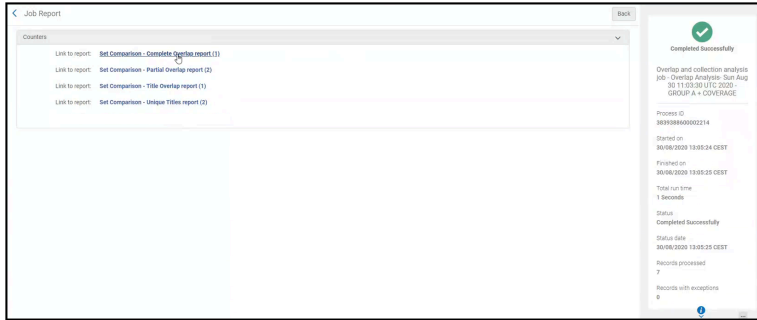 Job Report
Back
Counters
Link to report: Set Comparison - Complete Overlap report (1)
Link to report: Set Comparison - Partial Overlap report (2)
Link to report: Set Comparison - Title Overlap report (1)
Link to report: Set Comparison - Unique Titles report (2)
Completed Successfully
Overlap and collection analysis
job - Overlap Analysis- Sun Aug
30 11:03:30 UTC 2020 -
GROUP A + COVERAGE
Process ID
3839388600002214
Started on
30/08/2020 13:05:24 CEST
Finished on
30/08/2020 13:05:25 CEST
Total run time
1 Seconds
Status
Completed Successfully
Status date
30/08/2020 13:05:25 CEST
Records processed
7
Records with exceptions
0